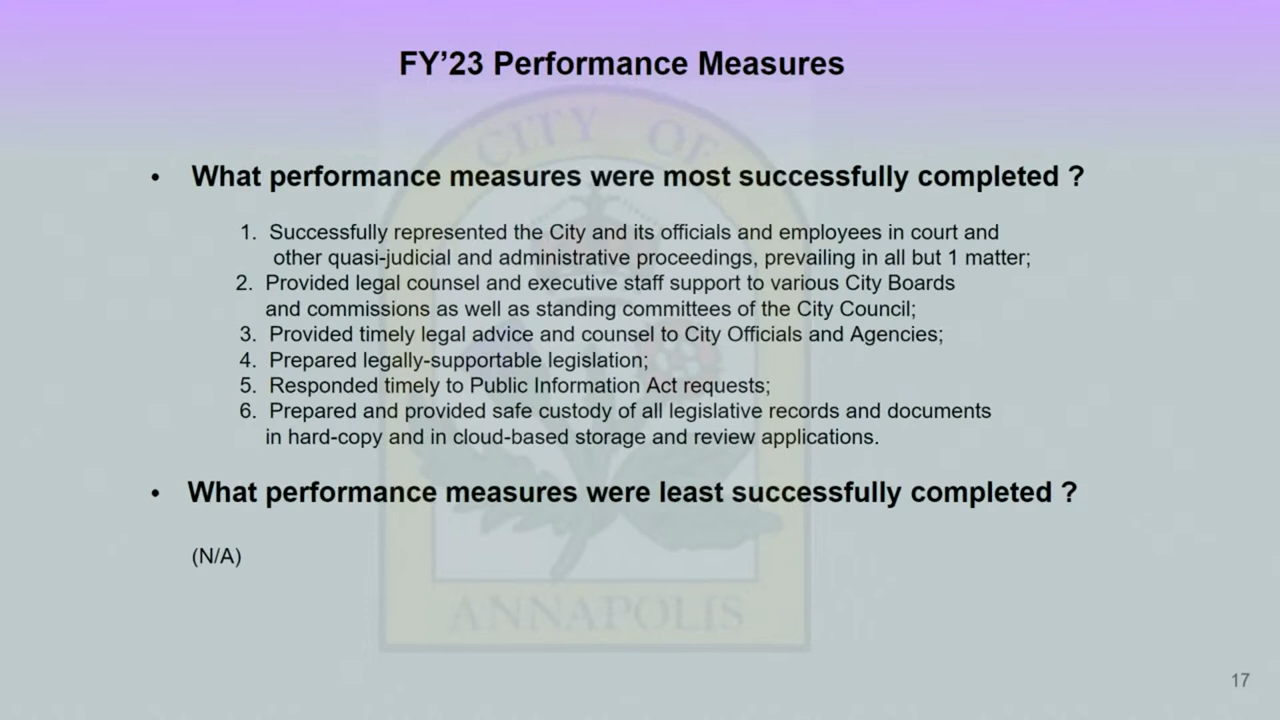 FY’23 Performance Measures
• What performance measures were most successfully completed ?
1. Successfully represented the City and its officials and employees in court and
other quasi-judicial and administrative proceedings, prevailing in all but 1 matter;
2. Provided legal counsel and executive staff support to various City Boards
and commissions as well as standing committees of the City Council;
3. Provided timely legal advice and counsel to City Officials and Agencies;
4. Prepared legally-supportable legislation;
5. Responded timely to Public Information Act requests;
6. Prepared and provided safe custody of all legislative records and documents
in hard-copy and in cloud-based storage and review applications.
• What performance measures were least successfully completed ?
(N/A)
CITY OF
ANNAPOLIS
17